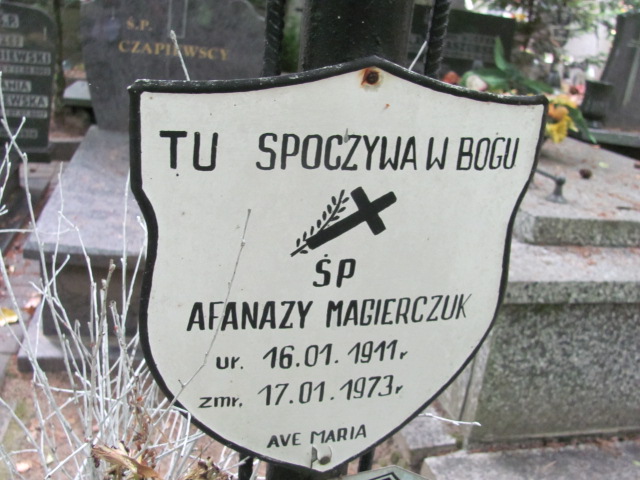 Ś.P.
CZAPIEWSCY
TU SPOCZYWA W BOGU
ŚP
AFANAZY MAGIERCZUK
ur. 16.01.1911r
zmr. 17.01.1973r
AVE MARIA